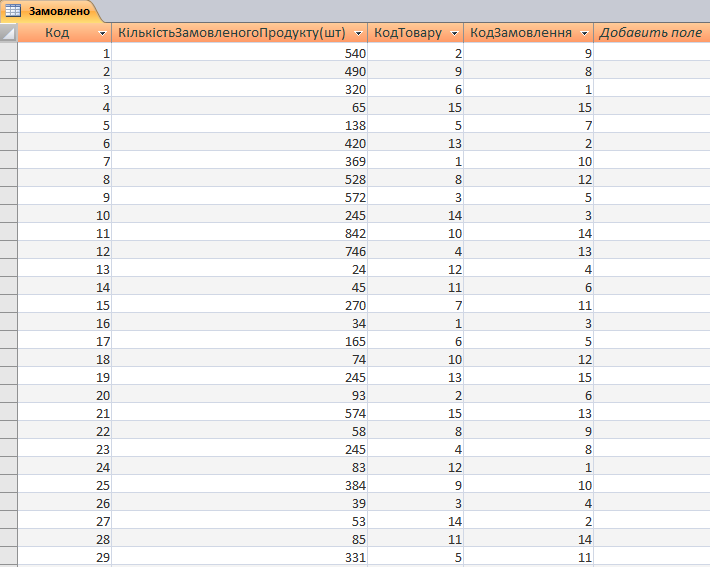 Замовлено
Код КількістьЗамовленогоПродукту(шт) КодТовару КодЗамовлення Добавить поле
1 540 2 9
2 490 9 8
3 320 6 1
4 65 15 15
5 138 5 7
6 420 13 2
7 369 1 10
8 528 8 12
9 572 3 5
10 245 14 3
11 842 10 14
12 746 4 13
13 24 12 4
14 45 11 6
15 270 7 11
16 34 1 3
17 165 6 5
18 74 10 12
19 245 13 15
20 93 2 6
21 574 15 13
22 58 8 9
23 245 4 8
24 83 12 1
25 384 9 10
26 39 3 4
27 53 14 2
28 85 11 14
29 331 5 11